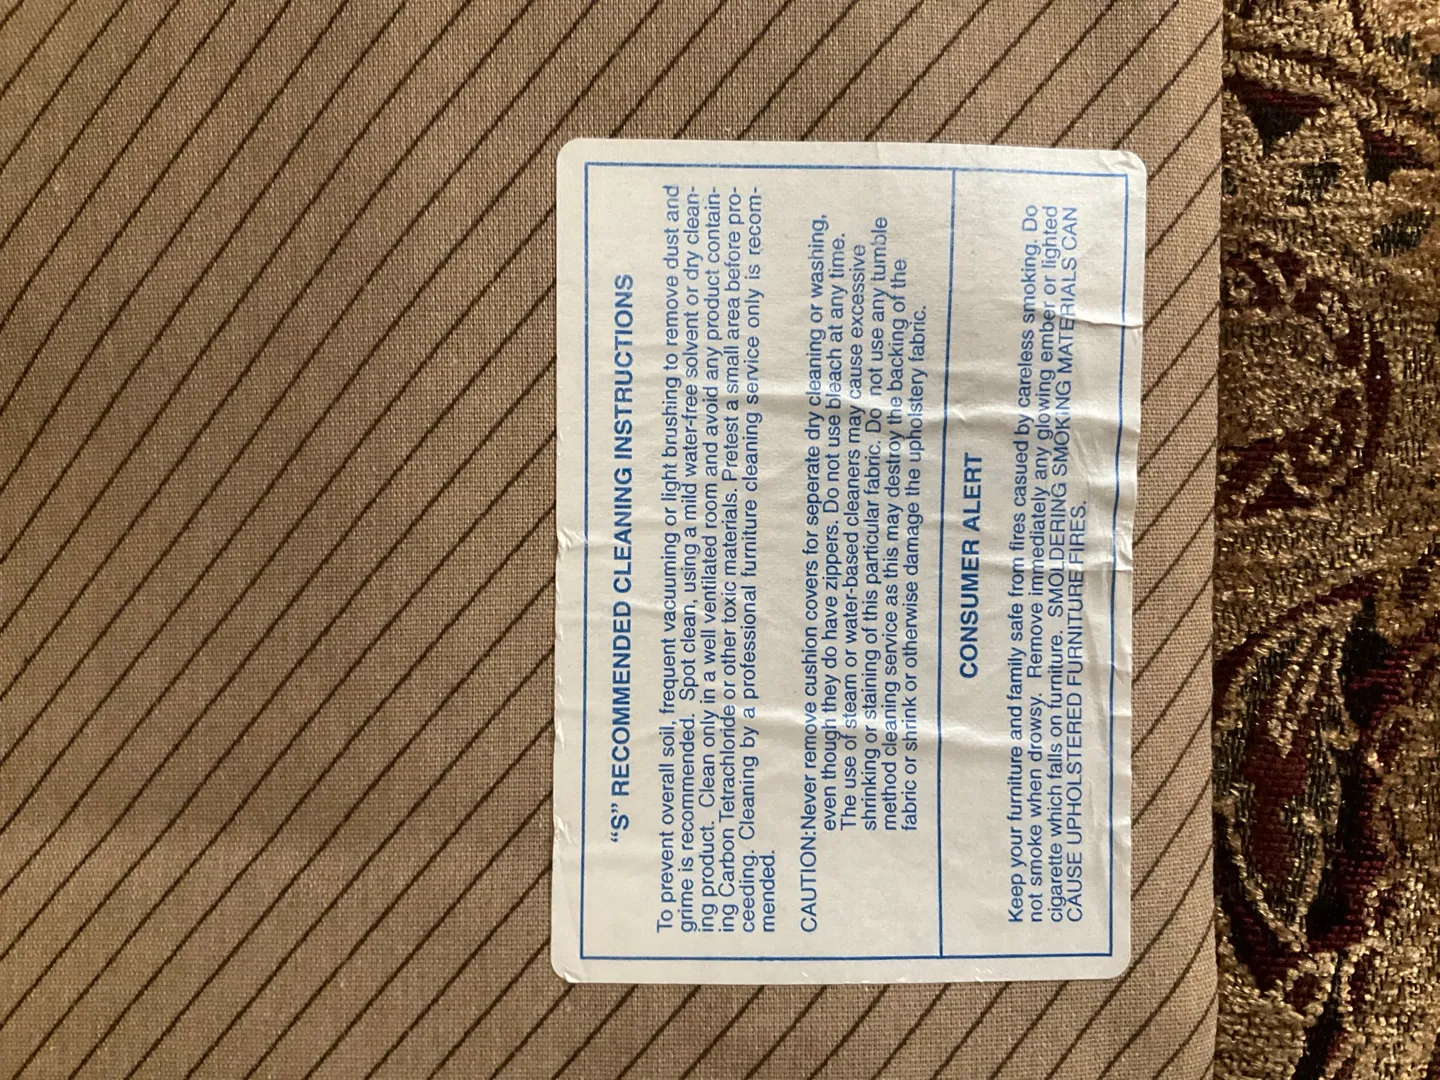 “S” RECOMMENDED CLEANING INSTRUCTIONS
To prevent overall soil, frequent vacuuming or light brushing to remove dust and
grime is recommended. Spot clean, using a mild water-free solvent or dry clean-
ing product. Clean only in a well ventilated room and avoid any product contain-
ing Carbon Tetrachloride or other toxic materials. Pretest a small area before pro-
ceeding. Cleaning by a professional furniture cleaning service only is recom-
mended.
CAUTION:Never remove cushion covers for seperate dry cleaning or washing,
even though they do have zippers. Do not use bleach at any time.
The use of steam or water-based cleaners may cause excessive
shrinking or staining of this particular fabric. Do not use any tumble
method cleaning service as this may destroy the backing of the
fabric or shrink or otherwise damage the upholstery fabric.
CONSUMER ALERT
Keep your furniture and family safe from fires casued by careless smoking. Do
not smoke when drowsy. Remove immediately any glowing ember or lighted
cigarette which falls on furniture. SMOLDERING SMOKING MATERIALS CAN
CAUSE UPHOLSTERED FURNITURE FIRES.